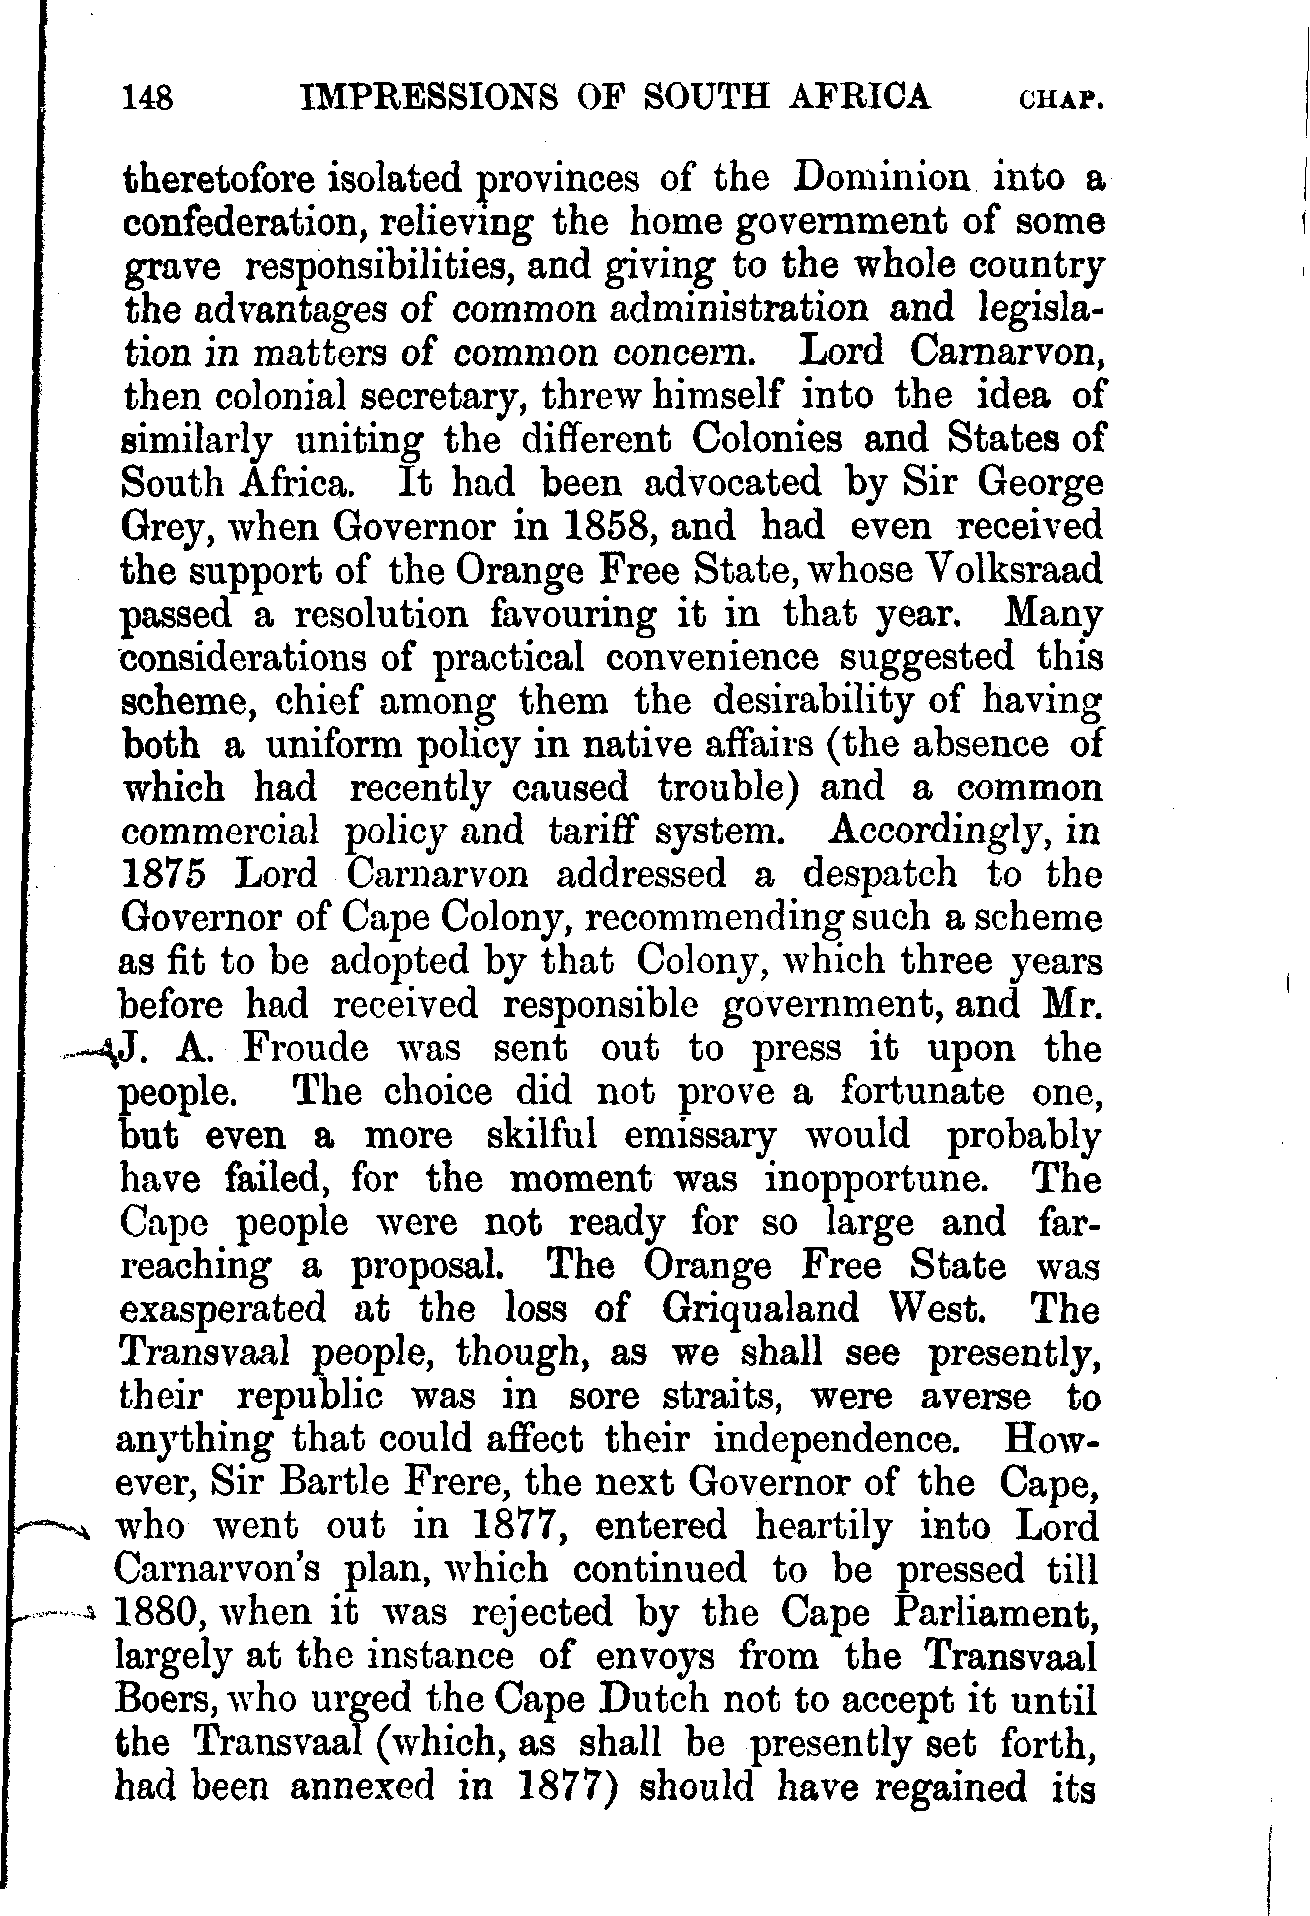 148 IMPRESSIONS OF SOUTH AFRICA CHAP.
theretofore isolated provinces of the Dominion into a
confederation, relieving the home government of some
grave responsibilities, and giving to the whole country
the advantages of common administration and legisla-
tion in matters of common concern. Lord Carnarvon,
then colonial secretary, threw himself into the idea of
similarly uniting the different Colonies and States of
South Africa. It had been advocated by Sir George
Grey, when Governor in 1858, and had even received
the support of the Orange Free State, whose Volksraad
passed a resolution favouring it in that year. Many
considerations of practical convenience suggested this
scheme, chief among them the desirability of having
both a uniform policy in native affairs (the absence of
which had recently caused trouble) and a common
commercial policy and tariff system. Accordingly, in
1875 Lord Carnarvon addressed a despatch to the
Governor of Cape Colony, recommending such a scheme
as fit to be adopted by that Colony, which three years
before had received responsible government, and Mr.
J. A. Froude was sent out to press it upon the
people. The choice did not prove a fortunate one,
but even a more skilful emissary would probably
have failed, for the moment was inopportune. The
Cape people were not ready for so large and far-
reaching a proposal. The Orange Free State was
exasperated at the loss of Griqualand West. The
Transvaal people, though, as we shall see presently,
their republic was in sore straits, were averse to
anything that could affect their independence. How-
ever, Sir Bartle Frere, the next Governor of the Cape,
who went out in 1877, entered heartily into Lord
Carnarvon's plan, which continued to be pressed till
1880, when it was rejected by the Cape Parliament,
largely at the instance of envoys from the Transvaal
Boers, who urged the Cape Dutch not to accept it until
the Transvaal (which, as shall be presently set forth,
had been annexed in 1877) should have regained its